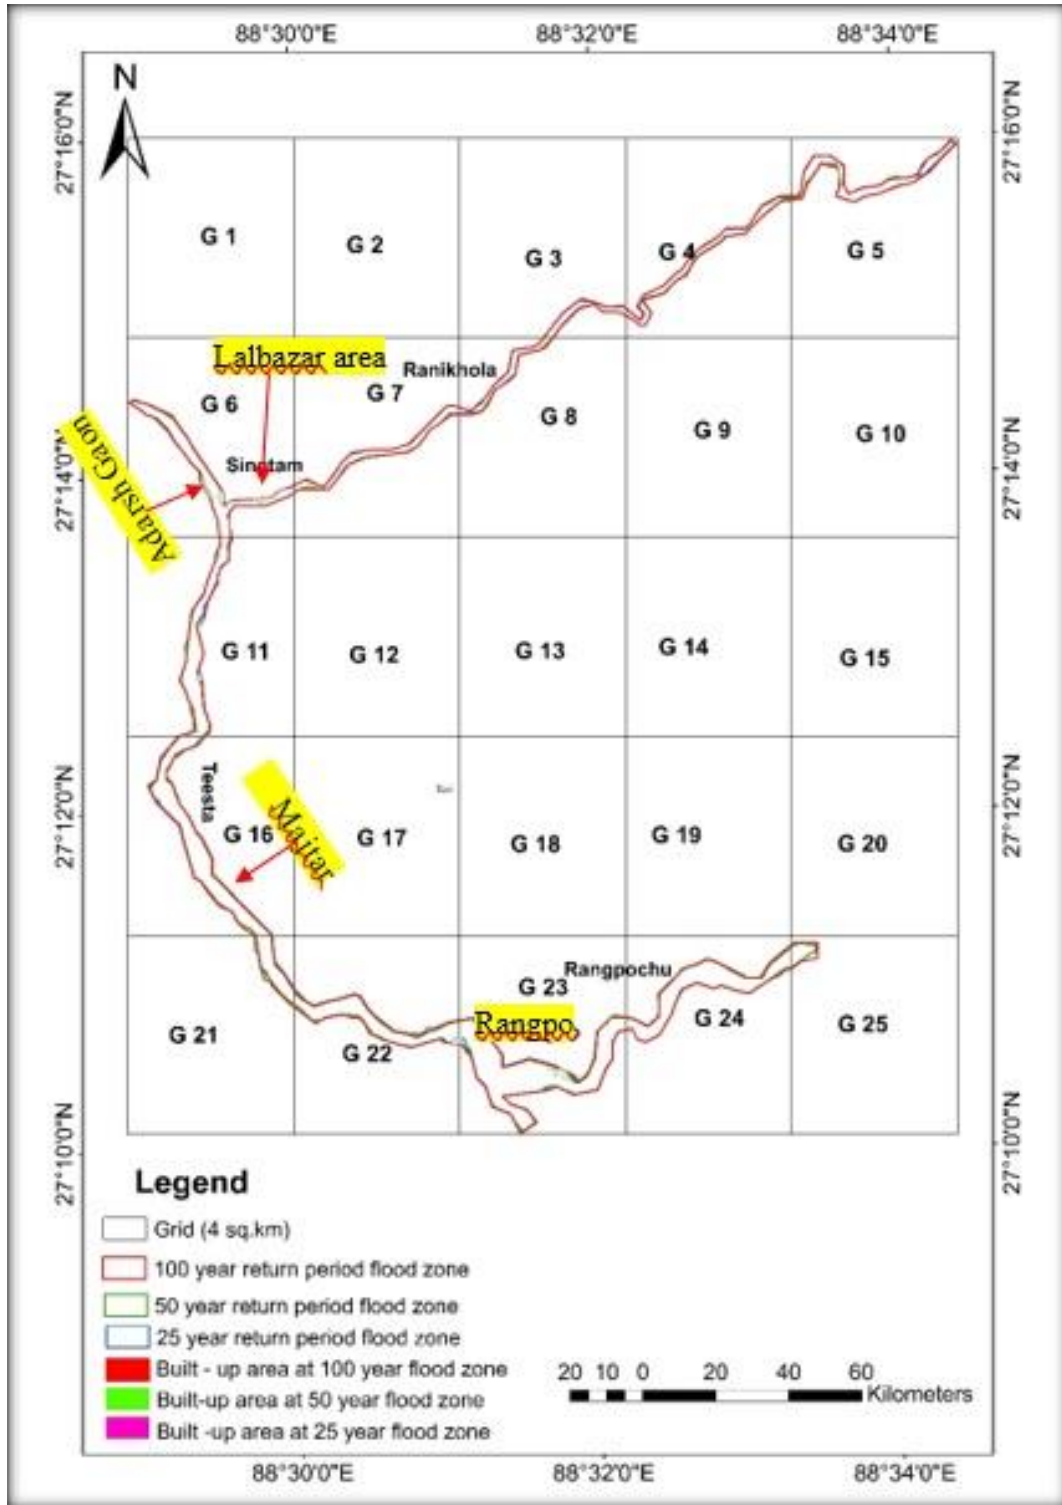 88°30'0"E 88°32'0"E 88°34'0"E
N
27°16'0"N 27°16'0"N
G 1 G 2 G 3 G 4 G 5
Lalbazar area
Ranikhola
G 6 G 7 G 8 G 9 G 10
Adarsh Gaon
Singtam
27°14'0"N 27°14'0"N
G 11 G 12 G 13 G 14 G 15
Teesta
Majitar
27°12'0"N 27°12'0"N
G 16 G 17 G 18 G 19 G 20
Rangpochu
G 23
Rangpo
G 21 G 22 G 24 G 25
27°10'0"N 27°10'0"N
Legend
Grid (4 sq.km)
100 year return period flood zone
50 year return period flood zone
25 year return period flood zone
Built - up area at 100 year flood zone
Built-up area at 50 year flood zone
Built -up area at 25 year flood zone
20 10 0 20 40 60
Kilometers
88°30'0"E 88°32'0"E 88°34'0"E